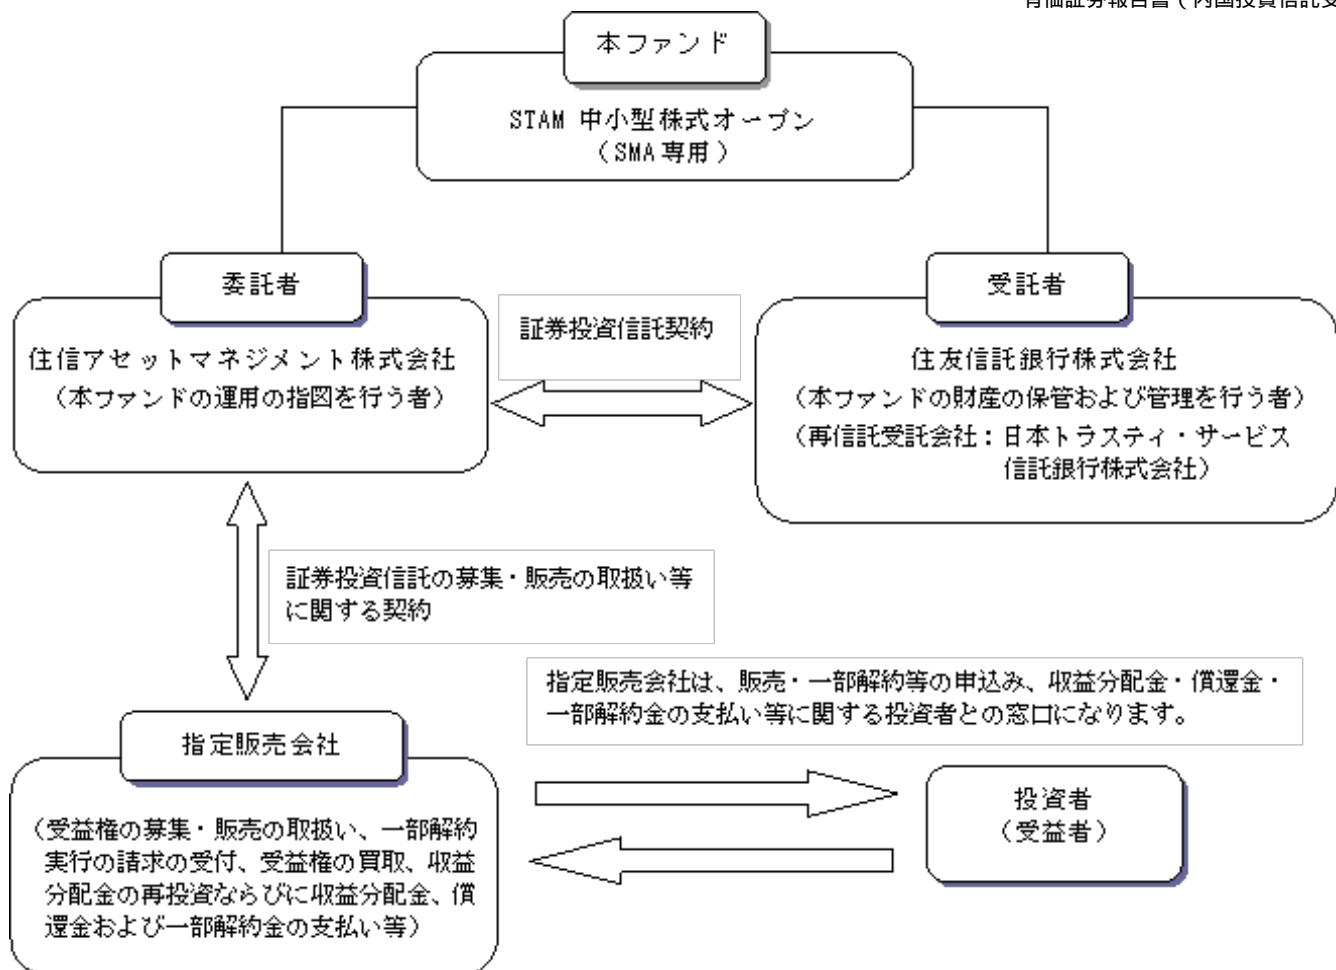 有価証券報告書（内国投資信託受
本ファンド
STAM 中小型株式オープン
（SMA専用）
委託者
住信アセットマネジメント株式会社
（本ファンドの運用の指図を行う者）
証券投資信託契約
受託者
住友信託銀行株式会社
（本ファンドの財産の保管および管理を行う者）
（再信託受託会社：日本トラスティ・サービス
信託銀行株式会社）
証券投資信託の募集・販売の取扱い等
に関する契約
指定販売会社は、販売・一部解約等の申込み、収益分配金・償還金・
一部解約金の支払い等に関する投資者との窓口になります。
指定販売会社
（受益権の募集・販売の取扱い、一部解約
実行の請求の受付、受益権の買取、収益
分配金の再投資ならびに収益分配金、償
還金および一部解約金の支払い等）
投資者
（受益者）